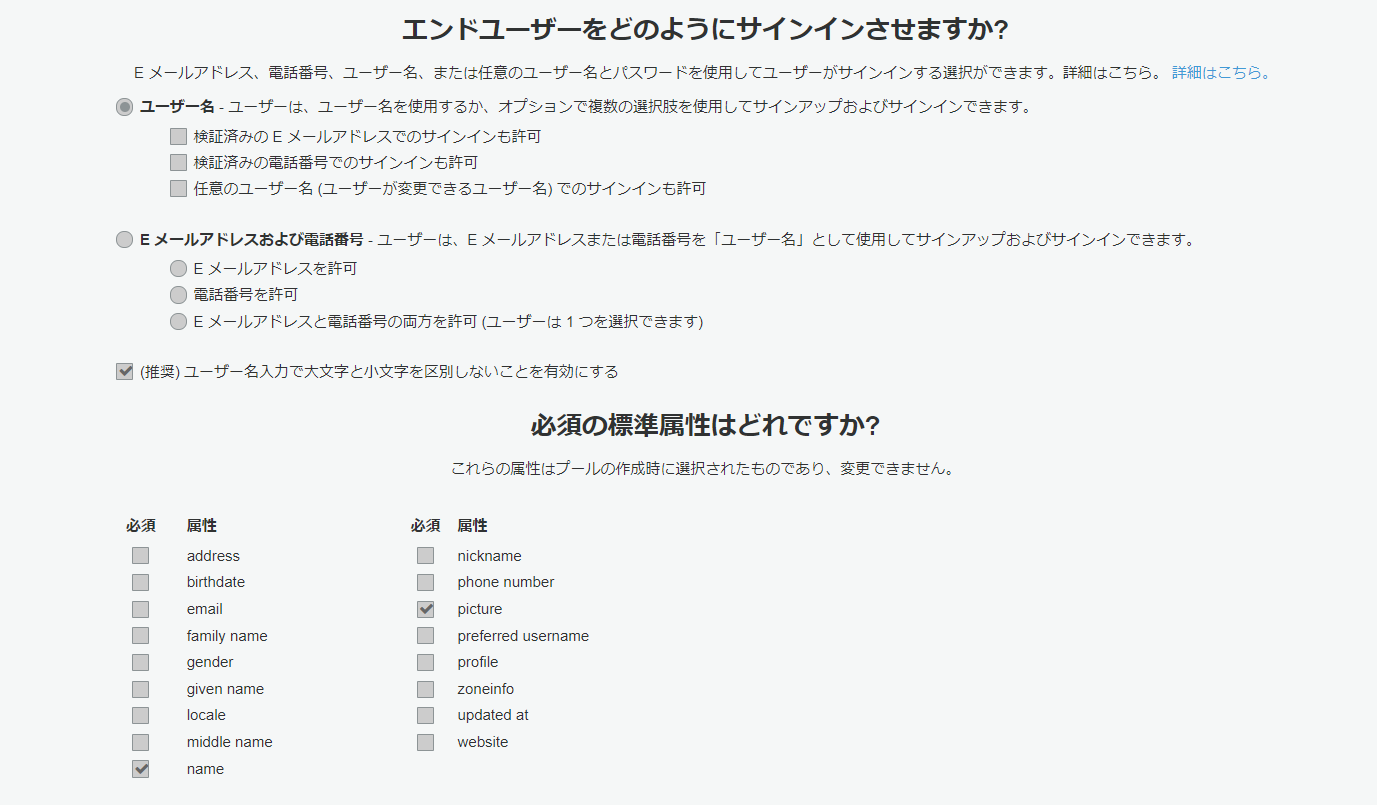 エンドユーザーをどのようにサインインさせますか?
E メールアドレス、電話番号、ユーザー名、または任意のユーザー名とパスワードを使用してユーザーがサインインする選択ができます。詳細はこちら。 詳細はこちら。
ユーザー名 - ユーザーは、ユーザー名を使用するか、オプションで複数の選択肢を使用してサインアップおよびサインインできます。
検証済みの E メールアドレスでのサインインも許可
検証済みの電話番号でのサインインも許可
任意のユーザー名 (ユーザーが変更できるユーザー名) でのサインインも許可
E メールアドレスおよび電話番号 - ユーザーは、E メールアドレスまたは電話番号を「ユーザー名」として使用してサインアップおよびサインインできます。
E メールアドレスを許可
電話番号を許可
E メールアドレスと電話番号の両方を許可 (ユーザーは 1 つを選択できます)
(推奨) ユーザー名入力で大文字と小文字を区別しないことを有効にする
必須の標準属性はどれですか?
これらの属性はプールの作成時に選択されたものであり、変更できません。
必須 属性
address
birthdate
email
family name
gender
given name
locale
middle name
name
必須 属性
nickname
phone number
picture
preferred username
profile
zoneinfo
updated at
website